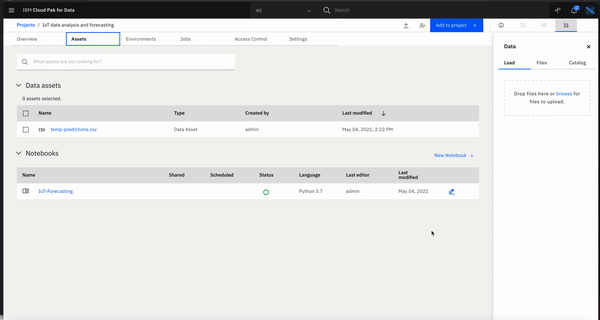 IBM Cloud Pak for Data
All
Search
Projects / IoT data analysis and forecasting
Add to project +
Overview
Assets
Environments
Jobs
Access Control
Settings
What assets are you looking for?
Data assets
0 assets selected.
Name Type Created by Last modified
temp-predictions.csv Data Asset admin May 04, 2021, 2:22 PM
Notebooks
New Notebook +
Name Shared Scheduled Status Language Last editor Last modified
IoT-Forecasting Python 3.7 admin May 04, 2021
Data
Load Files Catalog
Drop files here or browse for
files to upload.